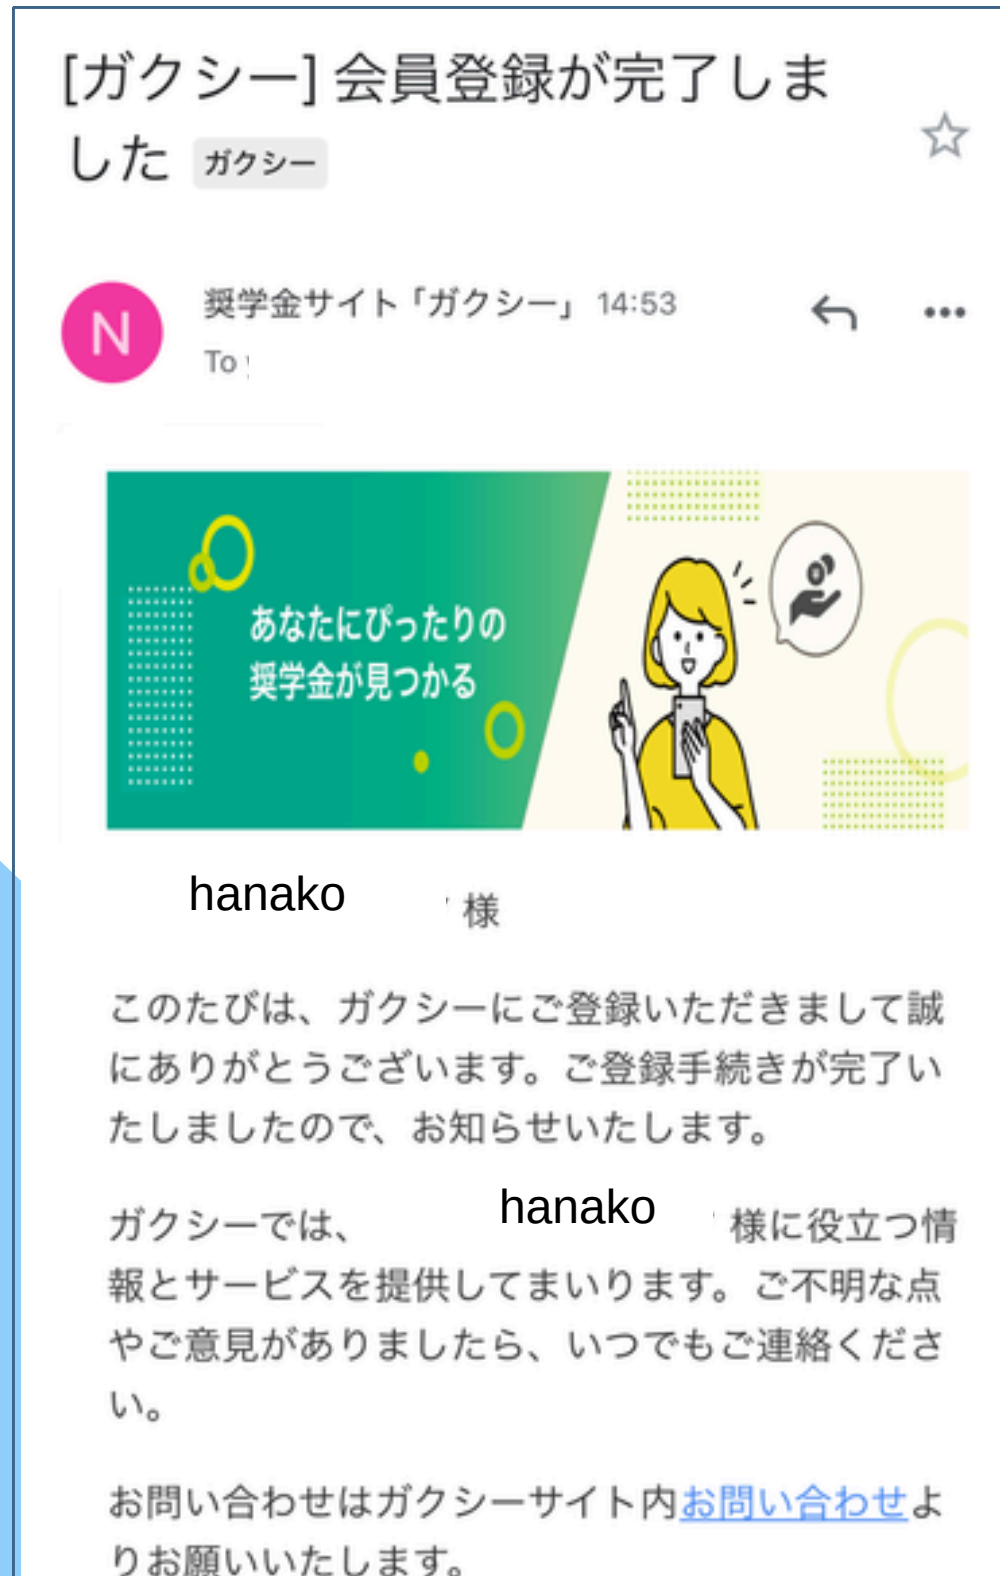 [ガクシー] 会員登録が完了しま
した ガクシー
N
奨学金サイト「ガクシー」 14:53
To
あなたにぴったりの
奨学金が見つかる
hanako 様
このたびは、ガクシーにご登録いただきまして誠
にありがとうございます。ご登録手続きが完了い
たしましたので、お知らせいたします。
ガクシーでは、 hanako 様に役立つ情
報とサービスを提供してまいります。ご不明な点
やご意見がありましたら、いつでもご連絡くださ
い。
お問い合わせはガクシーサイト内お問い合わせよ
りお願いいたします。